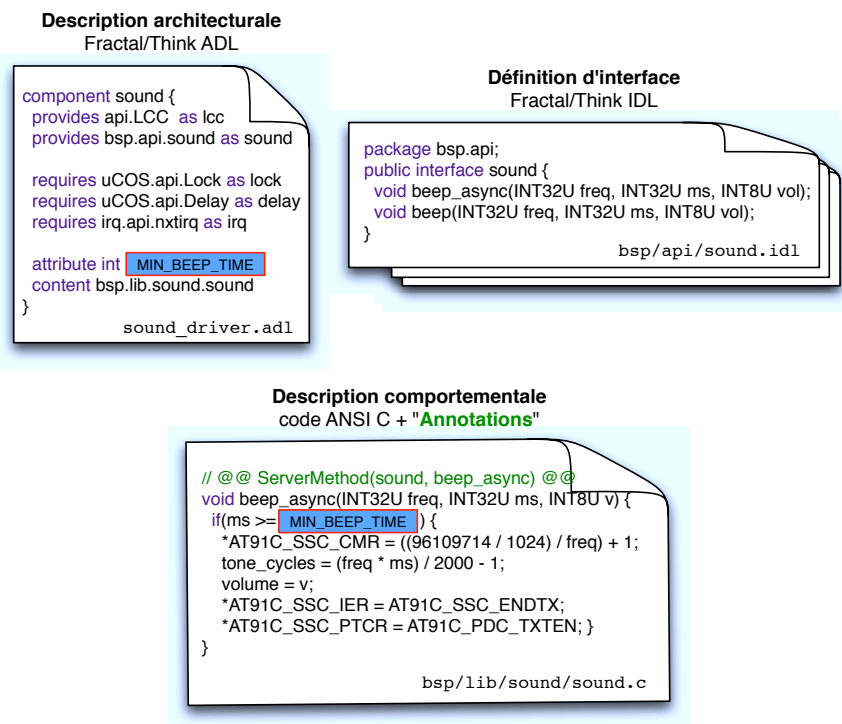 Description architecturale
Fractal/Think ADL
component sound {
provides api.LCC as lcc
provides bsp.api.sound as sound
requires uCOS.api.Lock as lock
requires uCOS.api.Delay as delay
requires irq.api.nxtirq as irq
attribute int MIN_BEEP_TIME
content bsp.lib.sound.sound
}
sound_driver.adl
Définition d'interface
Fractal/Think IDL
package bsp.api;
public interface sound {
void beep_async(INT32U freq, INT32U ms, INT8U vol);
void beep(INT32U freq, INT32U ms, INT8U vol);
}
bsp/api/sound.idl
Description comportementale
code ANSI C + "Annotations"
// @@ ServerMethod(sound, beep_async) @@
void beep_async(INT32U freq, INT32U ms, INT8U v) {
if(ms >= MIN_BEEP_TIME ) {
*AT91C_SSC_CMR = ((96109714 / 1024) / freq) + 1;
tone_cycles = (freq * ms) / 2000 - 1;
volume = v;
*AT91C_SSC_IER = AT91C_SSC_ENDTX;
*AT91C_SSC_PTCR = AT91C_PDC_TXTEN; }
}
bsp/lib/sound/sound.c